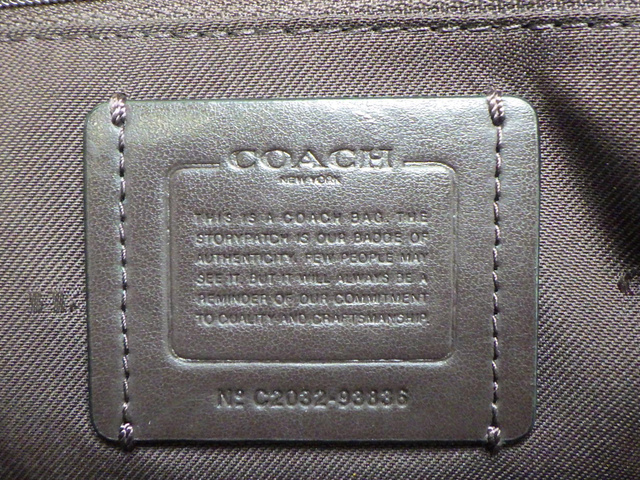 COACH
NEW YORK
THIS IS A COACH BAG. THE
STORYPATCH IS OUR BADGE OF
AUTHENTICITY. FEW PEOPLE MAY
SEE IT, BUT IT WILL ALWAYS BE A
REMINDER OF OUR COMMITMENT
TO QUALITY AND CRAFTSMANSHIP.
Nº C2032-93836